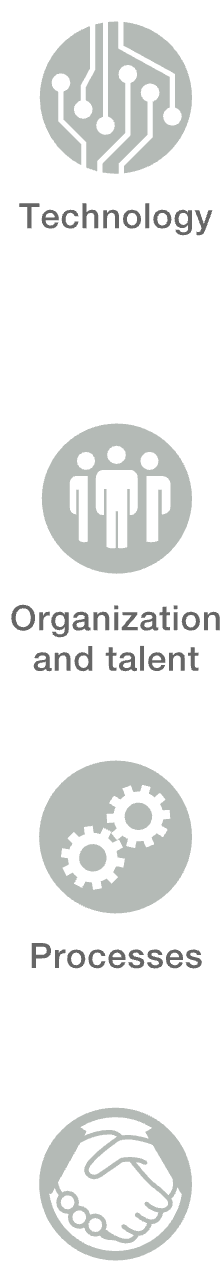 Technology
Organization
and talent
Processes